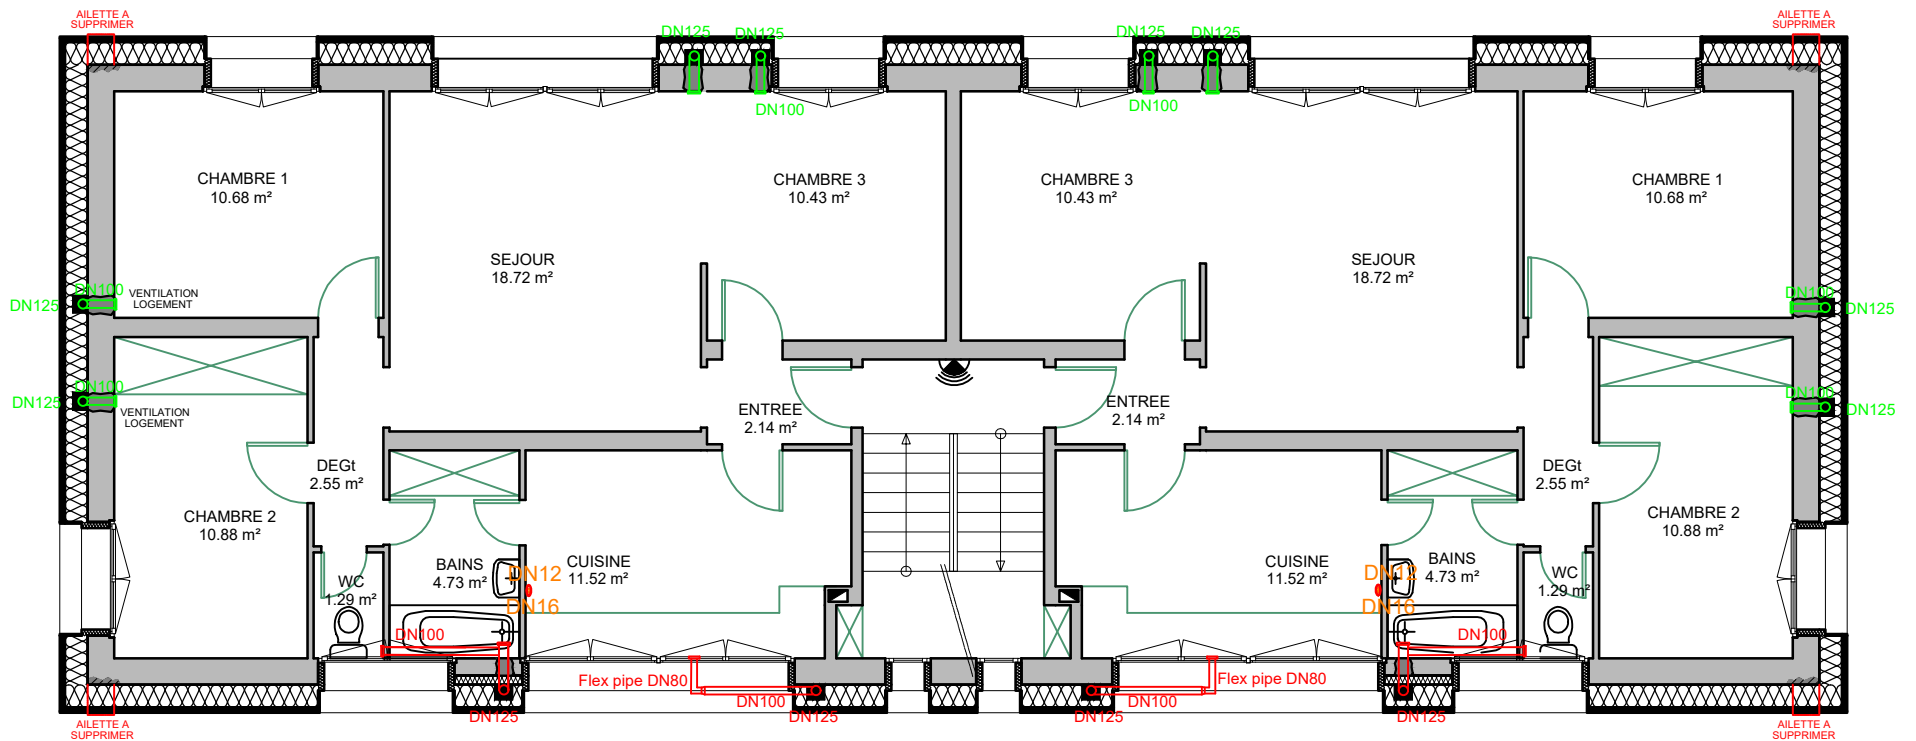 AILETTE A
SUPPRIMER
DN125
DN125
DN125
DN125
AILETTE A
SUPPRIMER
DN100
DN100
CHAMBRE 1
10.68 m²
CHAMBRE 3
10.43 m²
CHAMBRE 3
10.43 m²
CHAMBRE 1
10.68 m²
SEJOUR
18.72 m²
SEJOUR
18.72 m²
DN125
DN100
VENTILATION
LOGEMENT
DN100
DN125
DN125
DN100
VENTILATION
LOGEMENT
DN100
DN125
ENTREE
2.14 m²
ENTREE
2.14 m²
DEGt
2.55 m²
DEGt
2.55 m²
CHAMBRE 2
10.88 m²
CHAMBRE 2
10.88 m²
BAINS
4.73 m²
CUISINE
11.52 m²
CUISINE
11.52 m²
BAINS
4.73 m²
WC
1.29 m²
WC
1.29 m²
DN12
DN16
DN12
DN16
DN100
DN100
Flex pipe DN80
Flex pipe DN80
DN100
DN100
DN125
DN125
DN125
DN125
AILETTE A
SUPPRIMER
AILETTE A
SUPPRIMER